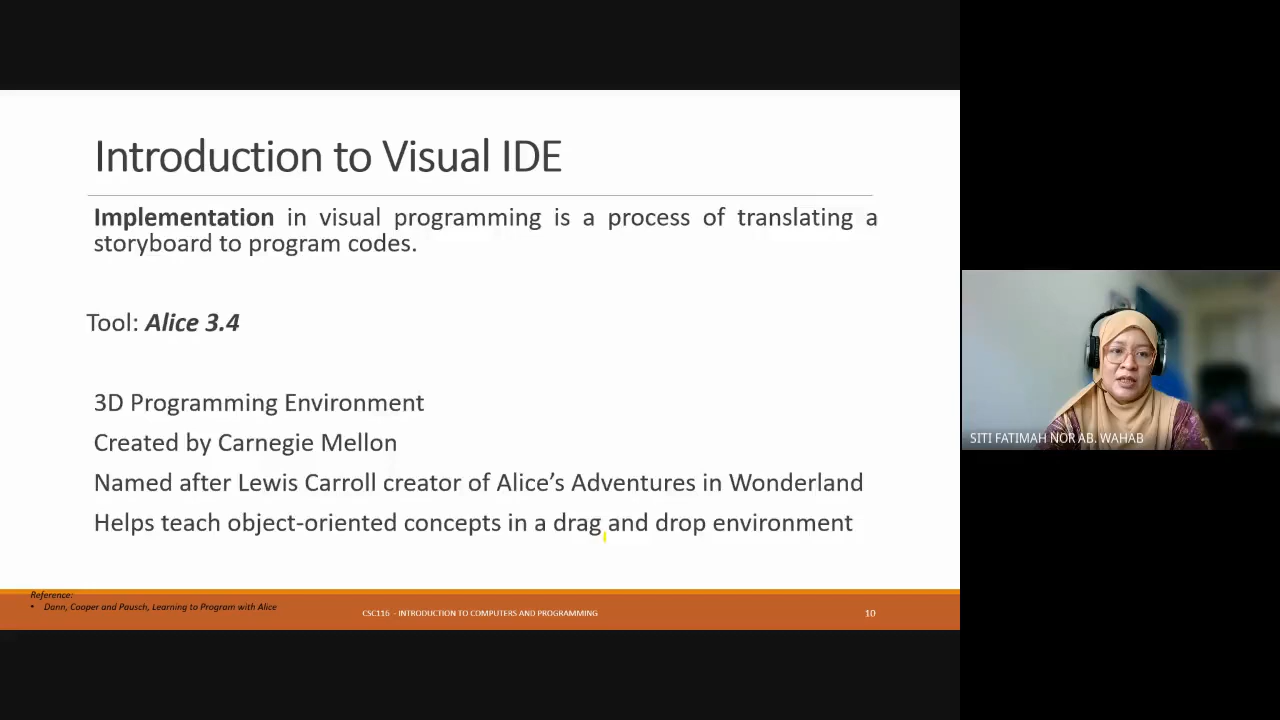 Introduction to Visual IDE
Implementation in visual programming is a process of translating a
storyboard to program codes.
Tool: Alice 3.4
3D Programming Environment
Created by Carnegie Mellon
Named after Lewis Carroll creator of Alice’s Adventures in Wonderland
Helps teach object-oriented concepts in a drag and drop environment
Reference:
• Dann, Cooper and Pausch, Learning to Program with Alice
CSC116 - INTRODUCTION TO COMPUTERS AND PROGRAMMING
10
SITI FATIMAH NOR AB. WAHAB